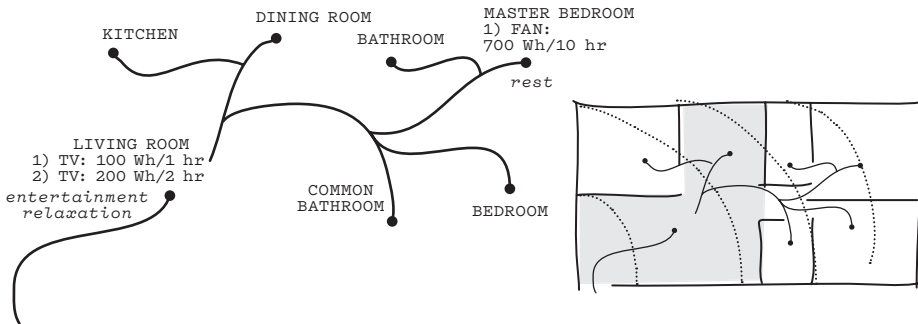 DINING ROOM
KITCHEN
BATHROOM
MASTER BEDROOM
1) FAN:
700 Wh/10 hr
rest
LIVING ROOM
1) TV: 100 Wh/1 hr
2) TV: 200 Wh/2 hr
entertainment
relaxation
COMMON
BATHROOM
BEDROOM